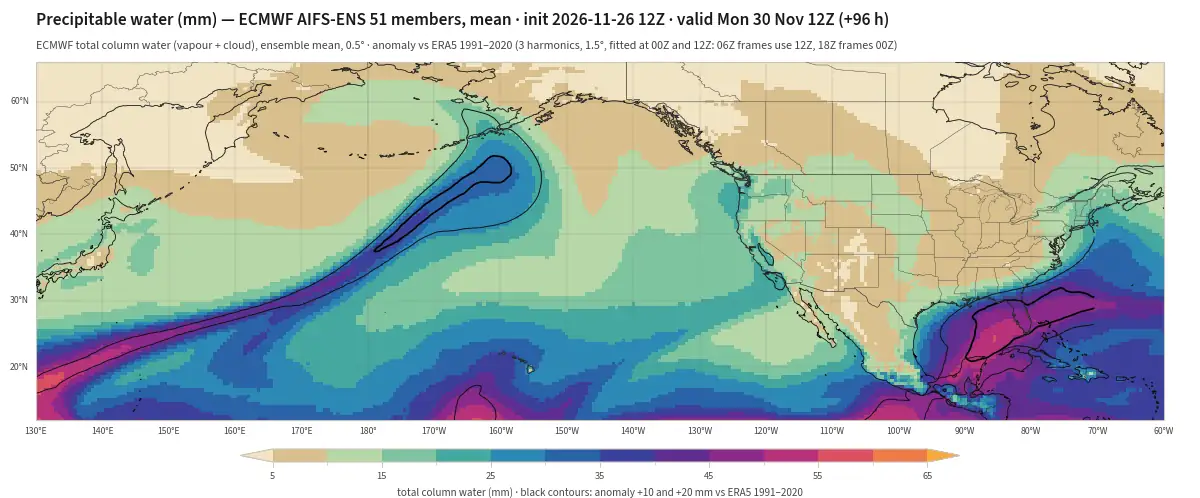 Precipitable water (mm) — ECMWF AIFS-ENS 51 members, mean · init 2026-11-26 12Z · valid Mon 30 Nov 12Z (+96 h)
ECMWF total column water (vapour + cloud), ensemble mean, 0.5° · anomaly vs ERA5 1991–2020 (3 harmonics, 1.5°, fitted at 00Z and 12Z: 06Z frames use 12Z, 18Z frames 00Z)
60°N
50°N
40°N
30°N
20°N
130°E 140°E 150°E 160°E 170°E 180° 170°W 160°W 150°W 140°W 130°W 120°W 110°W 100°W 90°W 80°W 70°W 60°W
5 15 25 35 45 55 65
total column water (mm) · black contours: anomaly +10 and +20 mm vs ERA5 1991–2020